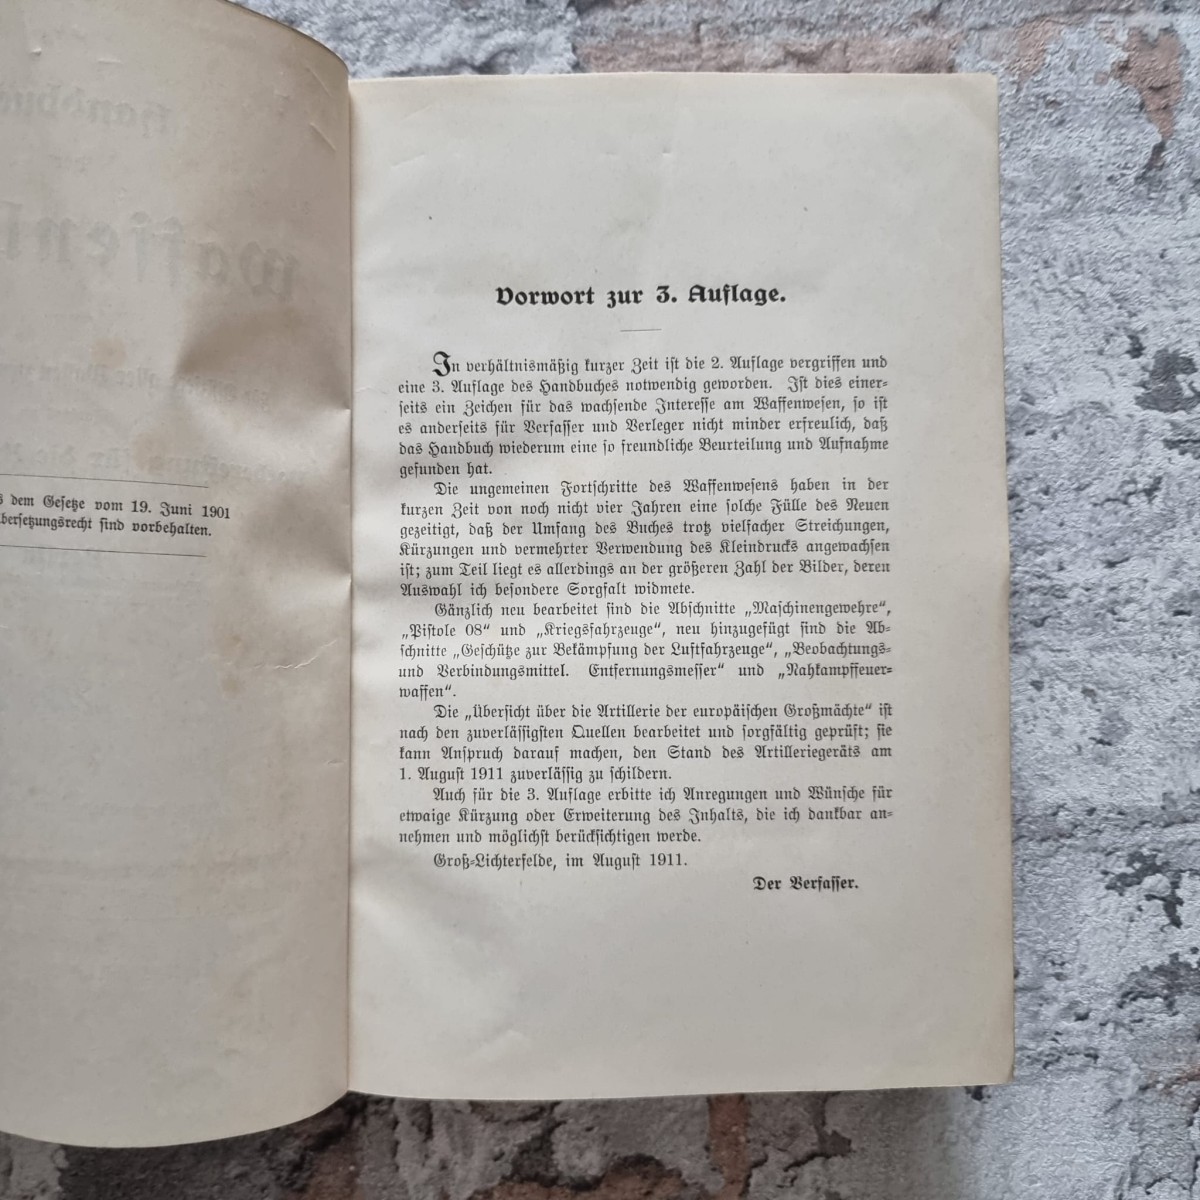 dem Gesetze vom 19. Juni 1901
bersetzungsrecht sind vorbehalten.
Vorwort zur 3. Auflage.
In verhältnismäßig kurzer Zeit ist die 2. Auflage vergriffen und
eine 3. Auflage des Handbuches notwendig geworden. Ist dies einer-
seits ein Zeichen für das wachsende Interesse am Waffenwesen, so ist
es anderseits für Verfasser und Verleger nicht minder erfreulich, daß
das Handbuch wiederum eine so freundliche Beurteilung und Aufnahme
gefunden hat.
Die ungemeinen Fortschritte des Waffenwesens haben in der
kurzen Zeit von noch nicht vier Jahren eine solche Fülle des Neuen
gezeitigt, daß der Umfang des Buches trotz vielfacher Streichungen,
Kürzungen und vermehrter Verwendung des Kleindrucks angewachsen
ist; zum Teil liegt es allerdings an der größeren Zahl der Bilder, deren
Auswahl ich besondere Sorgfalt widmete.
Gänzlich neu bearbeitet sind die Abschnitte „Maschinengewehre“,
„Pistole 08“ und „Kriegsfahrzeuge“, neu hinzugefügt sind die Ab-
schnitte „Geschütze zur Bekämpfung der Luftfahrzeuge“, „Beobachtungs-
und Verbindungsmittel. Entfernungsmesser“ und „Nahkampffeuer-
waffen“.
Die „Übersicht über die Artillerie der europäischen Großmächte“ ist
nach den zuverlässigsten Quellen bearbeitet und sorgfältig geprüft; sie
kann Anspruch darauf machen, den Stand des Artilleriegeräts am
1. August 1911 zuverlässig zu schildern.
Auch für die 3. Auflage erbitte ich Anregungen und Wünsche für
etwaige Kürzung oder Erweiterung des Inhalts, die ich dankbar an-
nehmen und möglichst berücksichtigen werde.
Groß-Lichterfelde, im August 1911.
Der Verfasser.